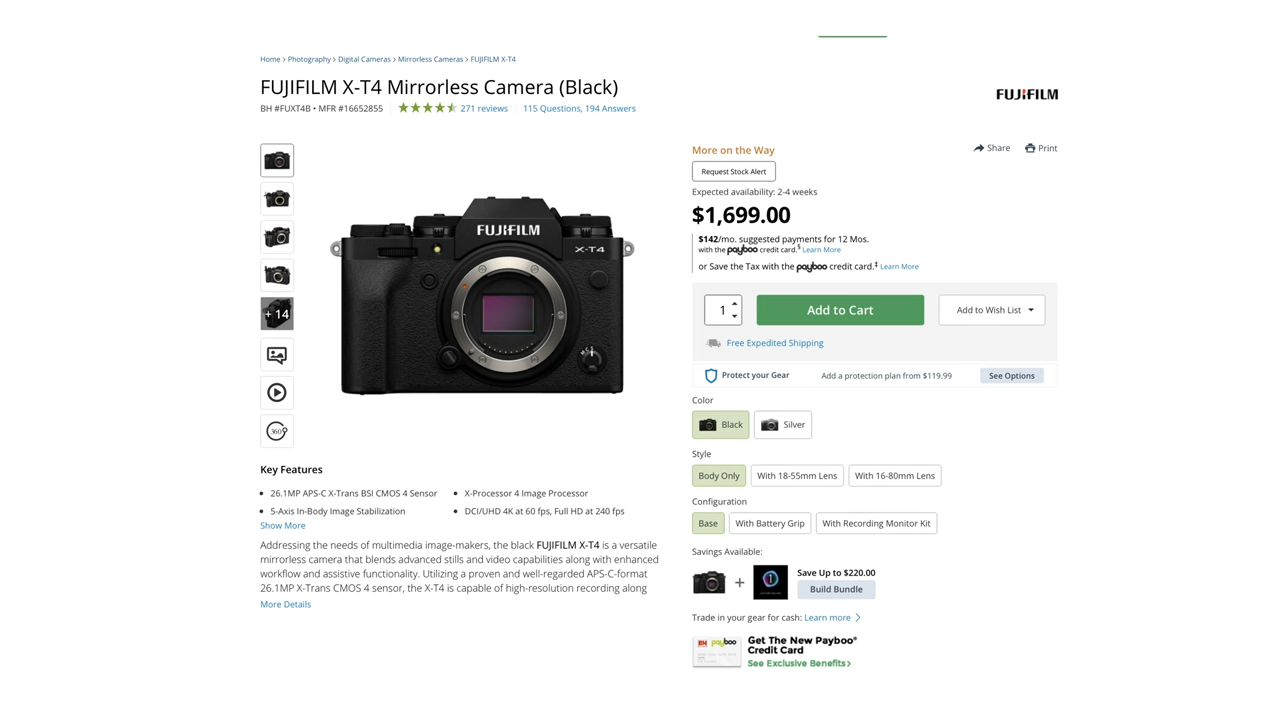 Home › Photography › Digital Cameras › Mirrorless Cameras › FUJIFILM X-T4
FUJIFILM X-T4 Mirrorless Camera (Black)
BH #FUXT4B • MFR #16652855
271 reviews
115 Questions, 194 Answers
FUJIFILM
More on the Way
Share
Print
Request Stock Alert
Expected availability: 2-4 weeks
$1,699.00
$142/mo. suggested payments for 12 Mos.
with the payboo credit card.§ Learn More
or Save the Tax with the payboo credit card.‡ Learn More
1
Add to Cart
Add to Wish List
Free Expedited Shipping
Protect your Gear
Add a protection plan from $119.99
See Options
Color
Black
Silver
Style
Body Only
With 18-55mm Lens
With 16-80mm Lens
Configuration
Base
With Battery Grip
With Recording Monitor Kit
Savings Available:
+
Save Up to $220.00
Build Bundle
Trade in your gear for cash: Learn more
BH payboo
Get The New Payboo®
Credit Card
See Exclusive Benefits›
+ 14
360°
FUJIFILM
X-T4
Key Features
• 26.1MP APS-C X-Trans BSI CMOS 4 Sensor
• X-Processor 4 Image Processor
• 5-Axis In-Body Image Stabilization
• DCI/UHD 4K at 60 fps, Full HD at 240 fps
Show More
Addressing the needs of multimedia image-makers, the black FUJIFILM X-T4 is a versatile
mirrorless camera that blends advanced stills and video capabilities along with enhanced
workflow and assistive functionality. Utilizing a proven and well-regarded APS-C-format
26.1MP X-Trans CMOS 4 sensor, the X-T4 is capable of high-resolution recording along
More Details